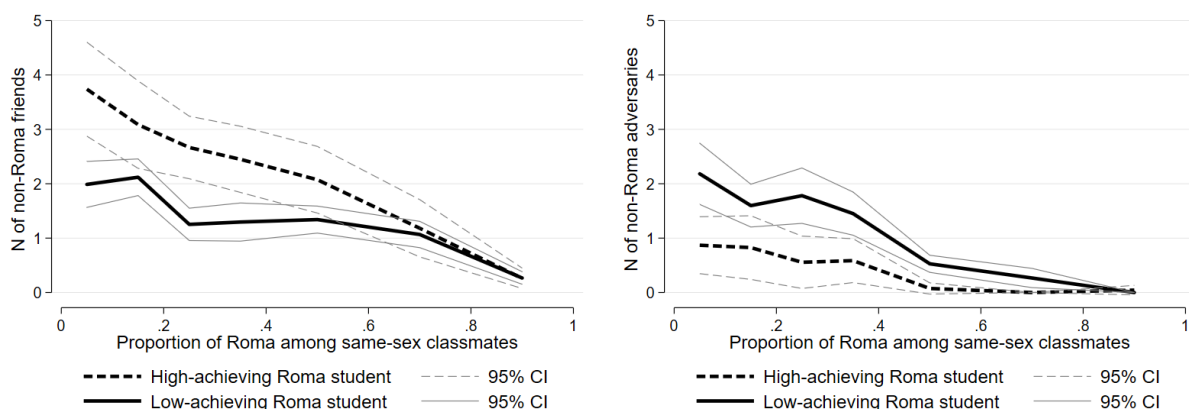 5
4
3
2
1
0
N of non-Roma friends
0 .2 .4 .6 .8 1
Proportion of Roma among same-sex classmates
High-achieving Roma student 95% CI
Low-achieving Roma student 95% CI
5
4
3
2
1
0
N of non-Roma adversaries
0 .2 .4 .6 .8 1
Proportion of Roma among same-sex classmates
High-achieving Roma student 95% CI
Low-achieving Roma student 95% CI